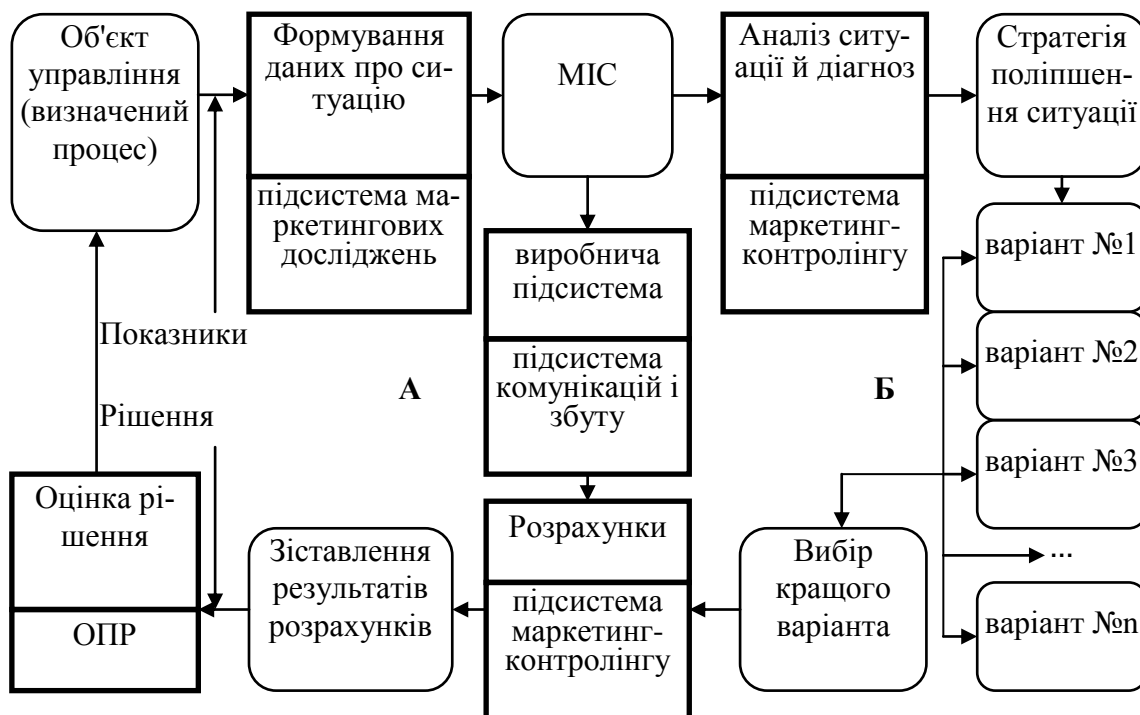 Об'єкт
управління
(визначений
процес)
Формування
даних про си-
туацію
підсистема ма-
ркетингових
досліджень
МІС
виробнича
підсистема
підсистема
комунікацій і
збуту
Аналіз ситу-
ації й діагноз
підсистема
маркетинг-
контролінгу
Стратегія
поліпшен-
ня ситуації
варіант №1
варіант №2
варіант №3
...
варіант №n
Показники
Рішення
А
Б
Оцінка рі-
шення
ОПР
Зіставлення
результатів
розрахунків
Розрахунки
підсистема
маркетинг-
контролінгу
Вибір
кращого
варіанта